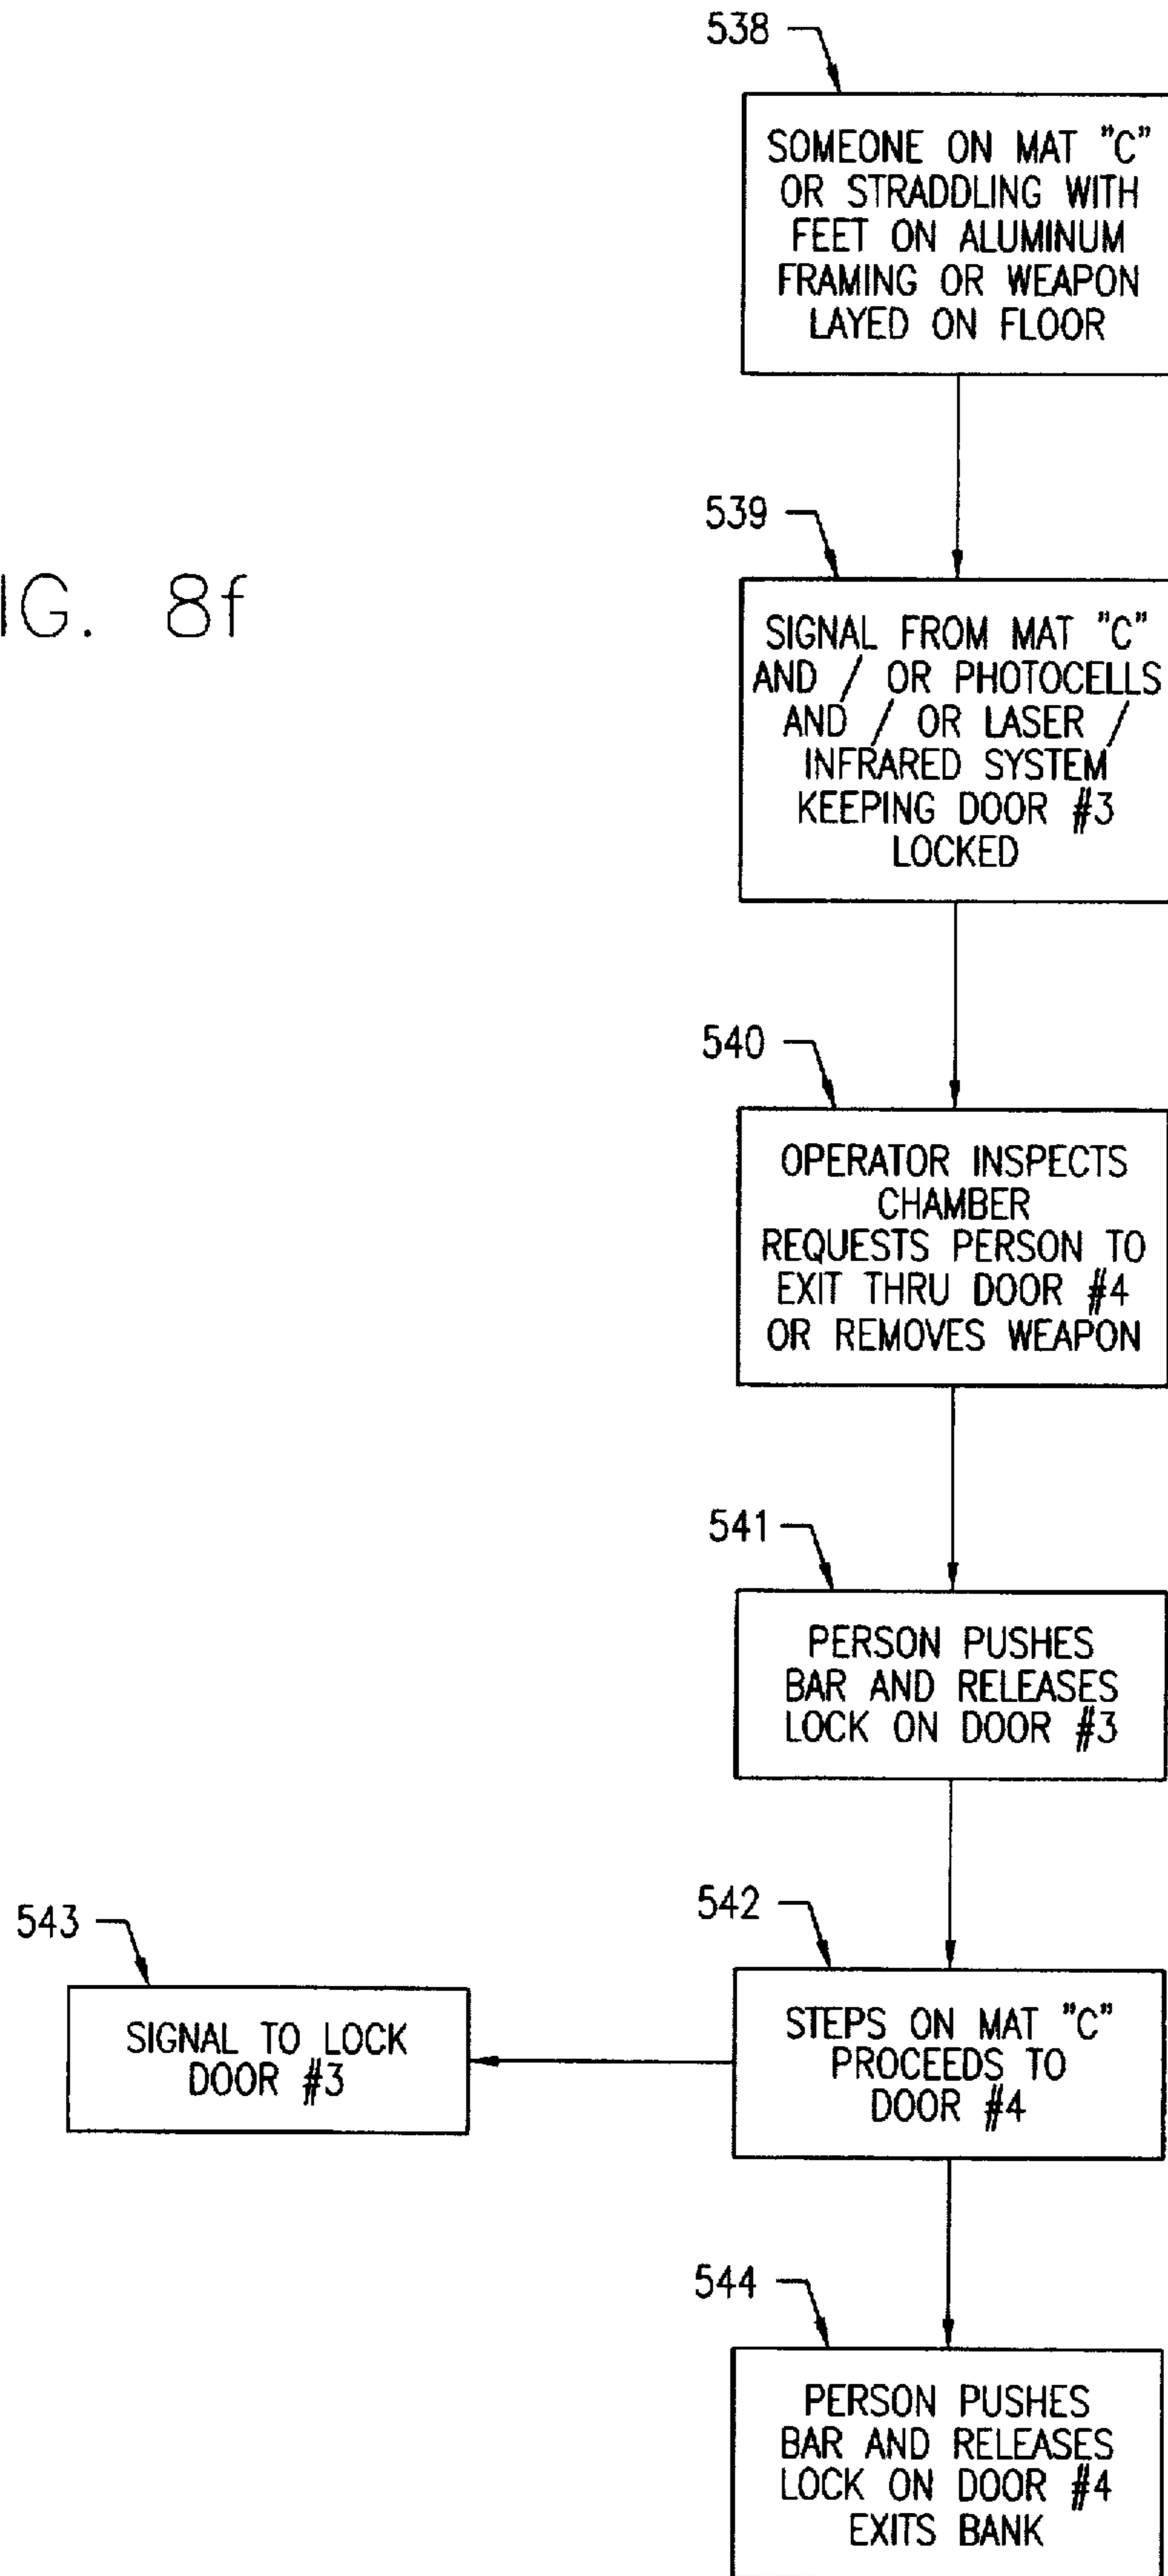 538
SOMEONE ON MAT "C"
OR STRADDLING WITH
FEET ON ALUMINUM
FRAMING OR WEAPON
LAYED ON FLOOR
539
IG. 8f
SIGNAL FROM MAT "C"
AND / OR PHOTOCELLS
AND / OR LASER /
INFRARED SYSTEM
KEEPING DOOR #3
LOCKED
540
OPERATOR INSPECTS
CHAMBER
REQUESTS PERSON TO
EXIT THRU DOOR #4
OR REMOVES WEAPON
541
PERSON PUSHES
BAR AND RELEASES
LOCK ON DOOR #3
542
STEPS ON MAT "C"
PROCEEDS TO
DOOR #4
543
SIGNAL TO LOCK
DOOR #3
544
PERSON PUSHES
BAR AND RELEASES
LOCK ON DOOR #4
EXITS BANK